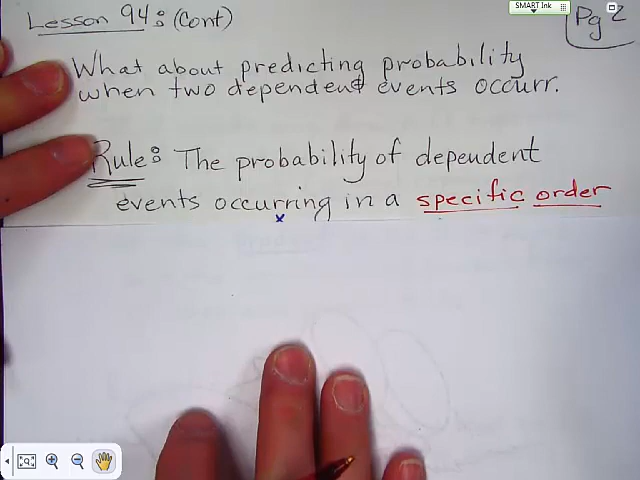 SMART Ink
Lesson 94: (Cont)
Pg 2
What about predicting probability
when two dependent events occurr.
Rule: The probability of dependent
events occurring in a specific order
x